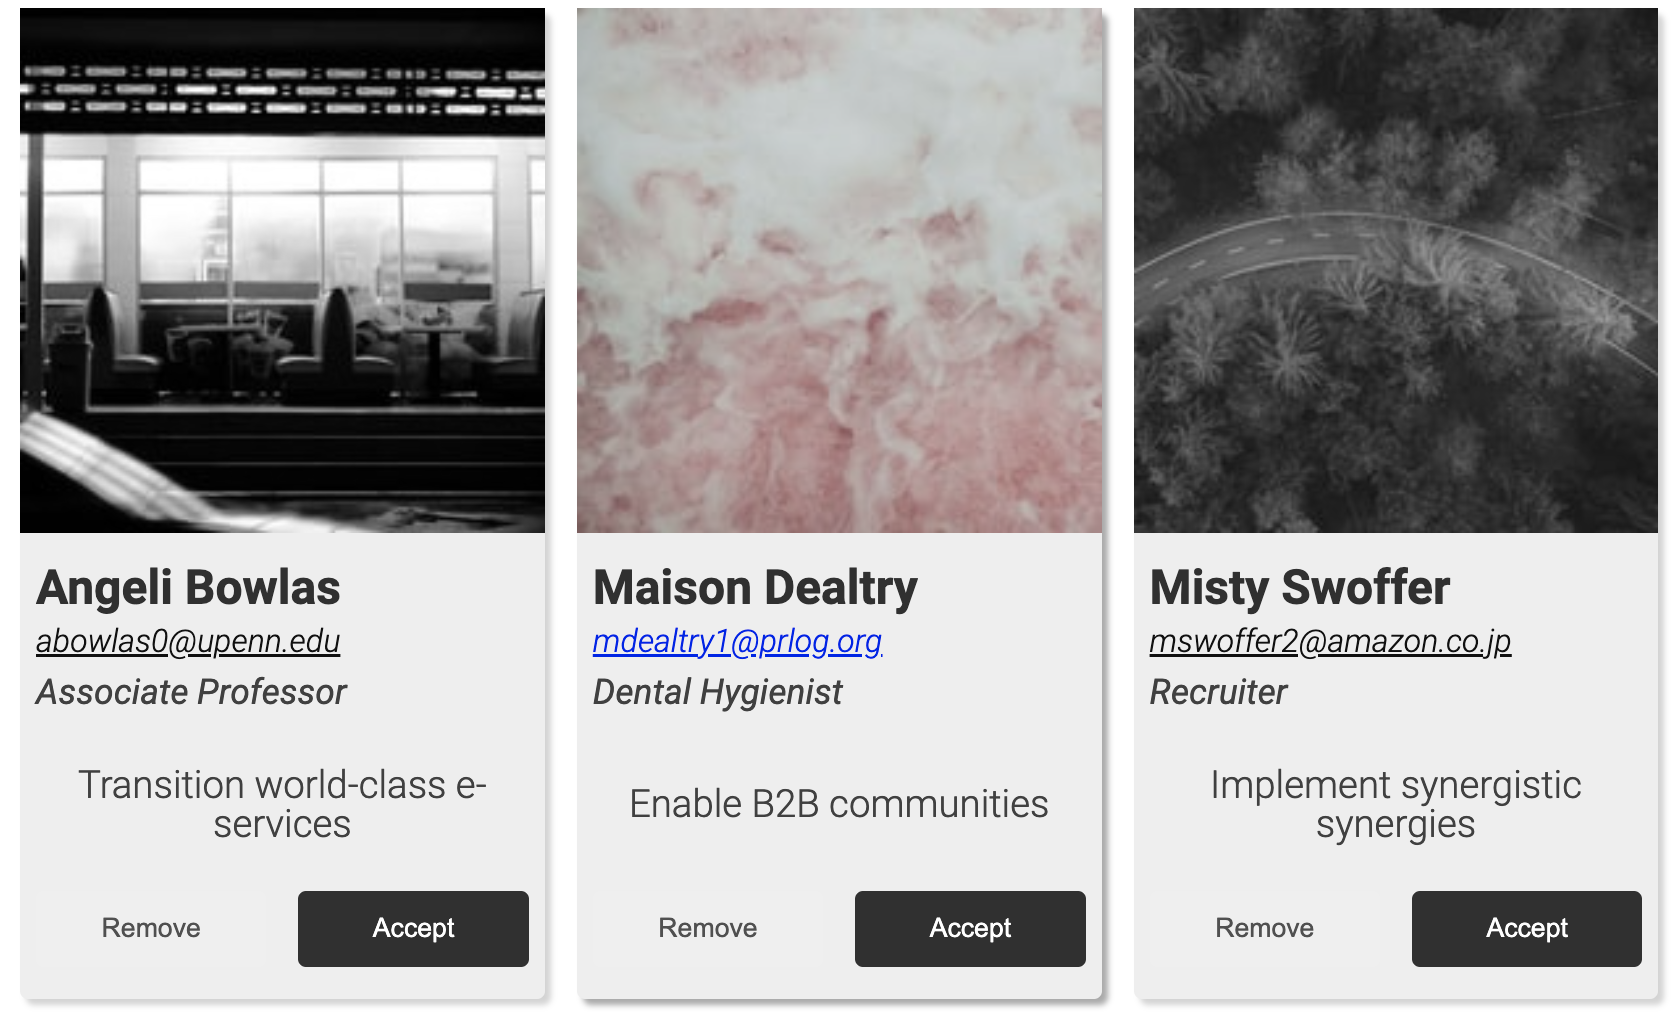 Angeli Bowlas
abowlas0@upenn.edu
Associate Professor
Transition world-class e-
services
Remove
Accept
Maison Dealtry
mdealtry1@prlog.org
Dental Hygienist
Enable B2B communities
Remove
Accept
Misty Swoffer
mswoffer2@amazon.co.jp
Recruiter
Implement synergistic
synergies
Remove
Accept